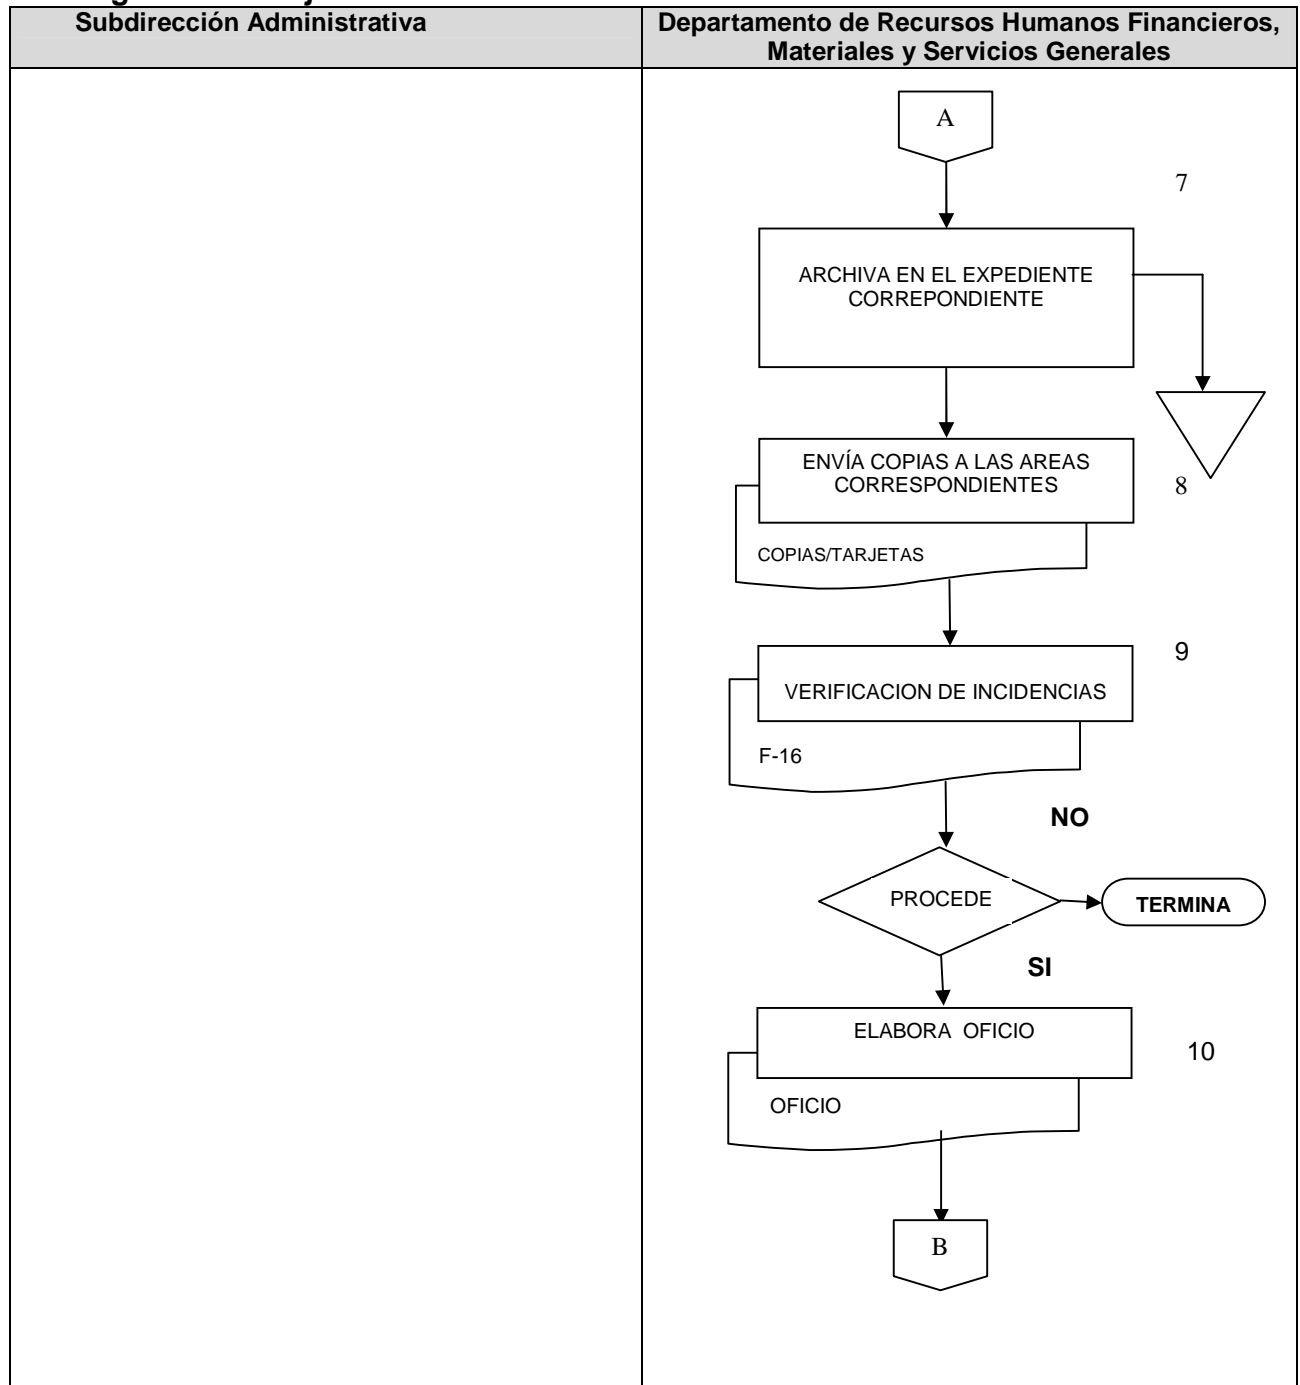 Subdirección Administrativa
Departamento de Recursos Humanos Financieros,
Materiales y Servicios Generales
A
7
ARCHIVA EN EL EXPEDIENTE
CORREPONDIENTE
ENVÍA COPIAS A LAS AREAS
CORRESPONDIENTES
8
COPIAS/TARJETAS
9
VERIFICACION DE INCIDENCIAS
F-16
NO
PROCEDE
TERMINA
SI
ELABORA OFICIO
10
OFICIO
B